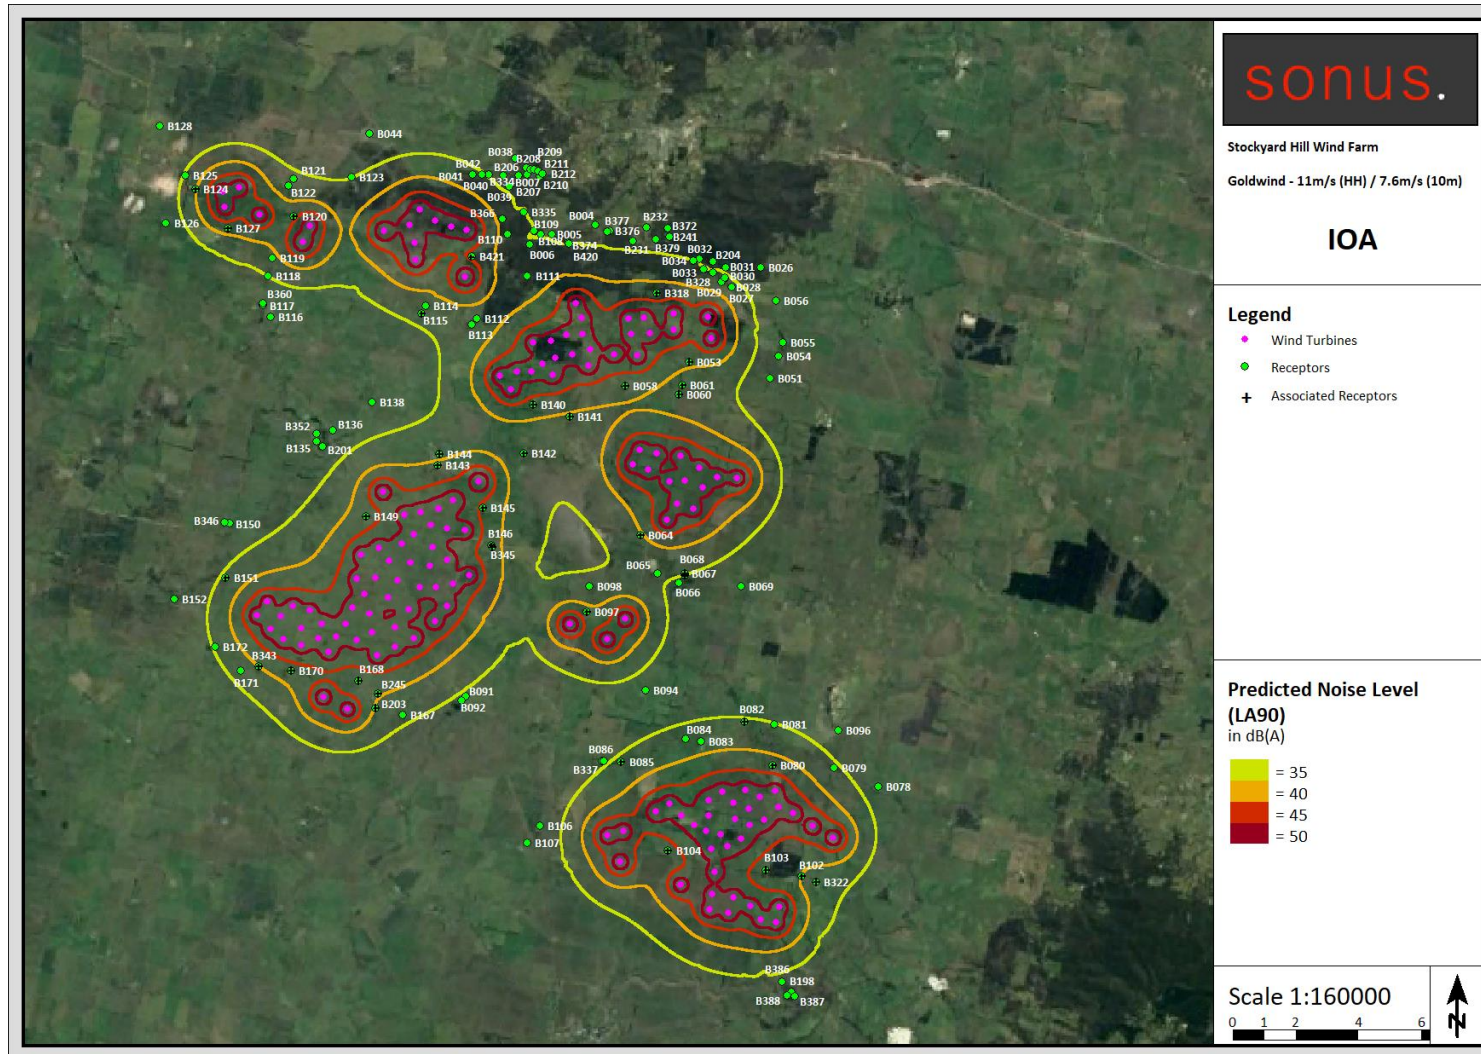 sonus.
Stockyard Hill Wind Farm
Goldwind - 11m/s (HH) / 7.6m/s (10m)
IOA
Legend
Wind Turbines
Receptors
Associated Receptors
Predicted Noise Level
(LA90)
in dB(A)
= 35
= 40
= 45
= 50
Scale 1:160000
0 1 2 4 6
N
B128
B044
B038
B209
B208
B211
B042
B206
B212
B125
B121
B123
B041
B040
B334
B007
B210
B124
B122
B207
B039
B126
B127
B120
B366
B335
B004
B377
B232
B372
B110
B109
B005
B376
B241
B108
B374
B231
B379
B006
B420
B119
B421
B032
B204
B034
B031
B026
B118
B111
B033
B030
B328
B028
B029
B027
B318
B360
B117
B114
B056
B116
B115
B112
B113
B055
B054
B053
B051
B058
B061
B060
B138
B140
B141
B352
B136
B135
B201
B144
B142
B143
B145
B149
B346
B150
B146
B345
B064
B065
B068
B067
B066
B069
B151
B098
B152
B097
B172
B343
B170
B168
B171
B245
B203
B091
B092
B167
B094
B082
B081
B096
B084
B083
B086
B085
B337
B080
B079
B078
B106
B107
B104
B103
B102
B322
B386
B198
B388
B387